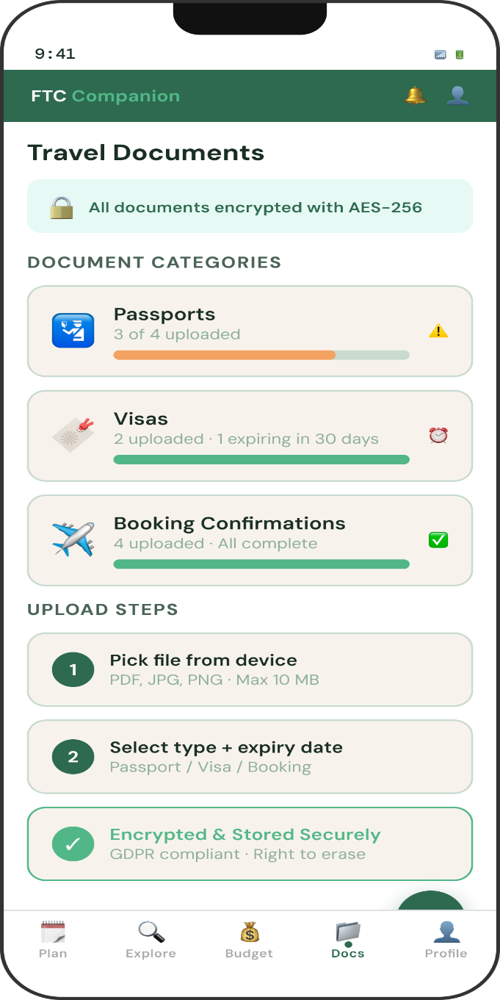 9:41
FTC Companion
Travel Documents
All documents encrypted with AES-256
DOCUMENT CATEGORIES
Passports
3 of 4 uploaded
Visas
2 uploaded · 1 expiring in 30 days
Booking Confirmations
4 uploaded · All complete
UPLOAD STEPS
1
Pick file from device
PDF, JPG, PNG · Max 10 MB
2
Select type + expiry date
Passport / Visa / Booking
✓
Encrypted & Stored Securely
GDPR compliant · Right to erase
Plan Explore Budget Docs Profile